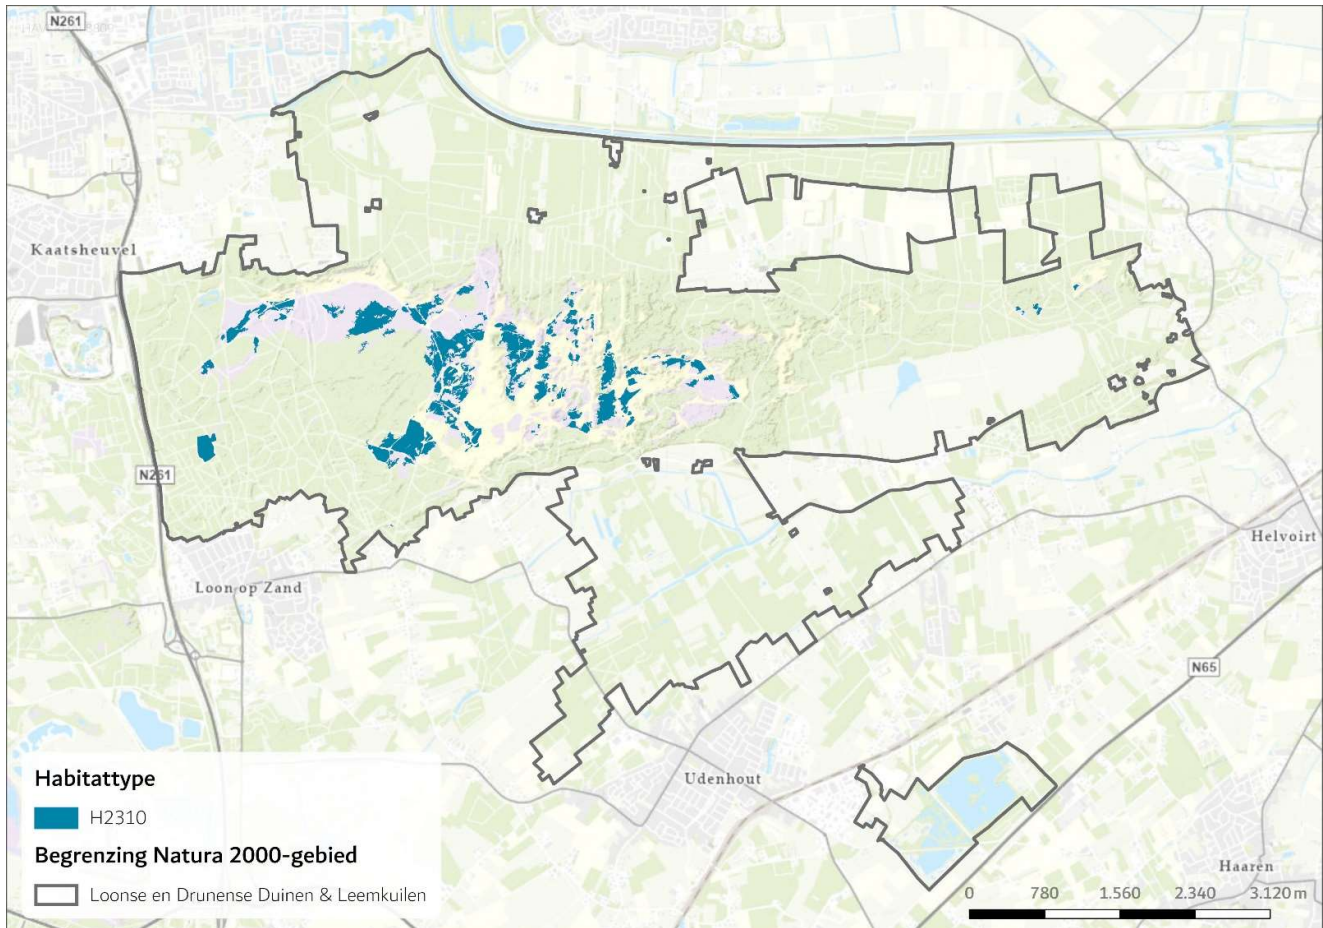 N261
Kaatsheuvel
N261
Loon op Zand
Helvoirt
N65
Udenhout
Haaren
Habitattype
H2310
Begrenzing Natura 2000-gebied
Loonse en Drunense Duinen & Leemkuilen
0 780 1.560 2.340 3.120 m